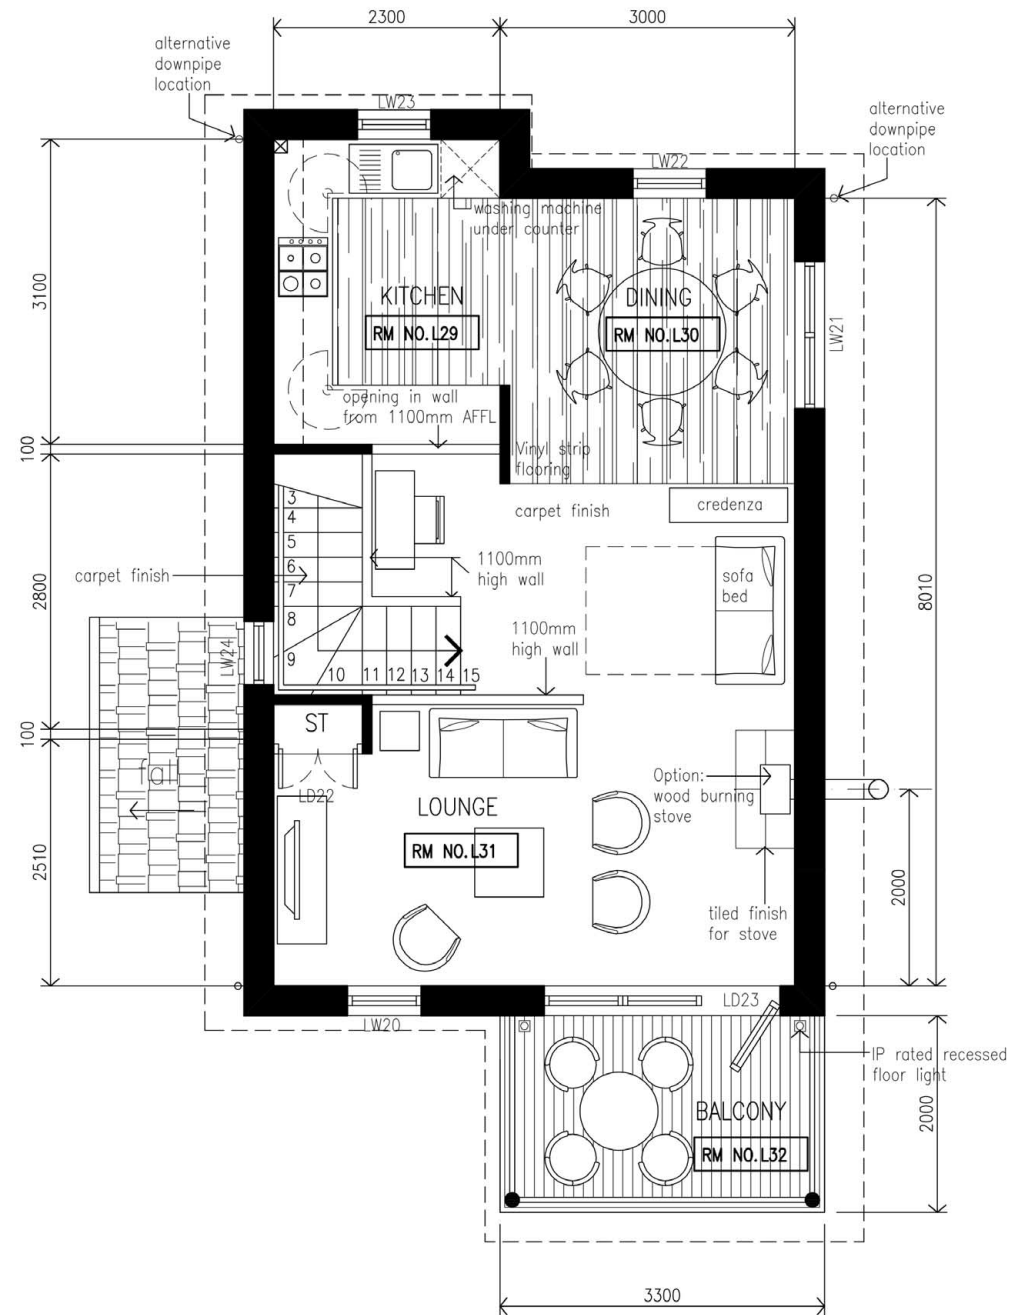 2300
3000
alternative
downpipe
location
LW23
alternative
downpipe
location
LW22
washing machine
under counter
3100
KITCHEN
RM NO.L29
DINING
RM NO.L30
LW21
opening in wall
from 1100mm AFFL
100
Vinyl strip
flooring
3
4
5
6
7
8
9
10
11
12
13
14
15
carpet finish
credenza
carpet finish
1100mm
high wall
sofa
bed
2800
8010
1100mm
high wall
LW24
100
ST
fall
LD22
LOUNGE
RM NO.L31
Option:
wood burning
stove
2510
2000
tiled finish
for stove
LD23
LW20
IP rated recessed
floor light
BALCONY
RM NO.L32
2000
3300